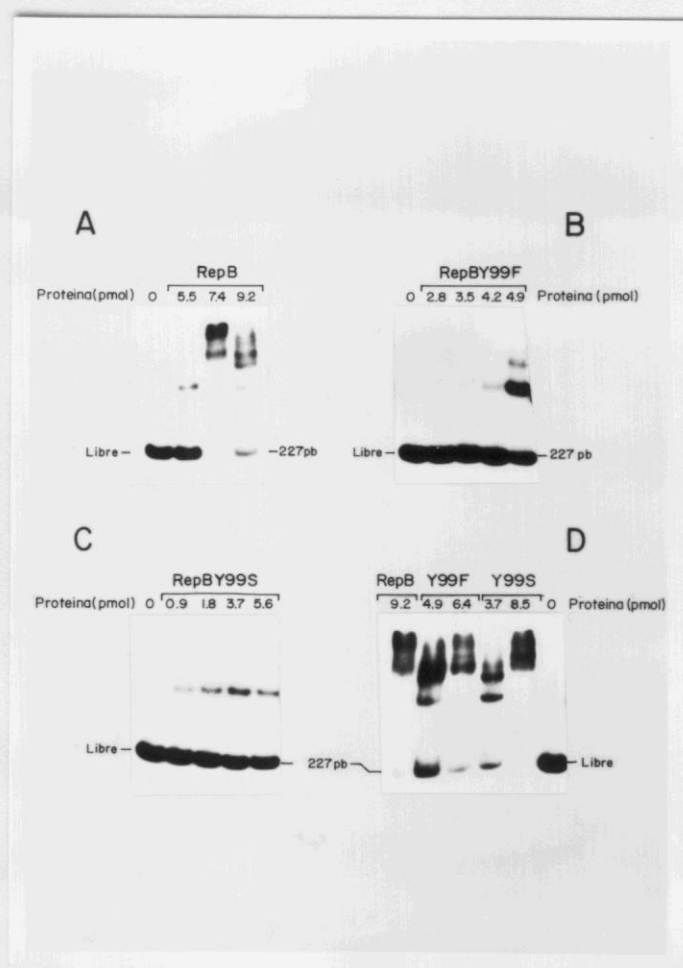 A
RepB
Proteina(pmol) 0 5.5 7.4 9.2
Libre
227pb
B
RepBY99F
0 2.8 3.5 4.2 4.9 Proteina (pmol)
Libre
227 pb
C
RepBY99S
Proteina(pmol) 0 0.9 1.8 3.7 5.6
Libre
227pb
D
RepB Y99F Y99S
9.2 4.9 6.4 3.7 8.5 0 Proteina (pmol)
Libre